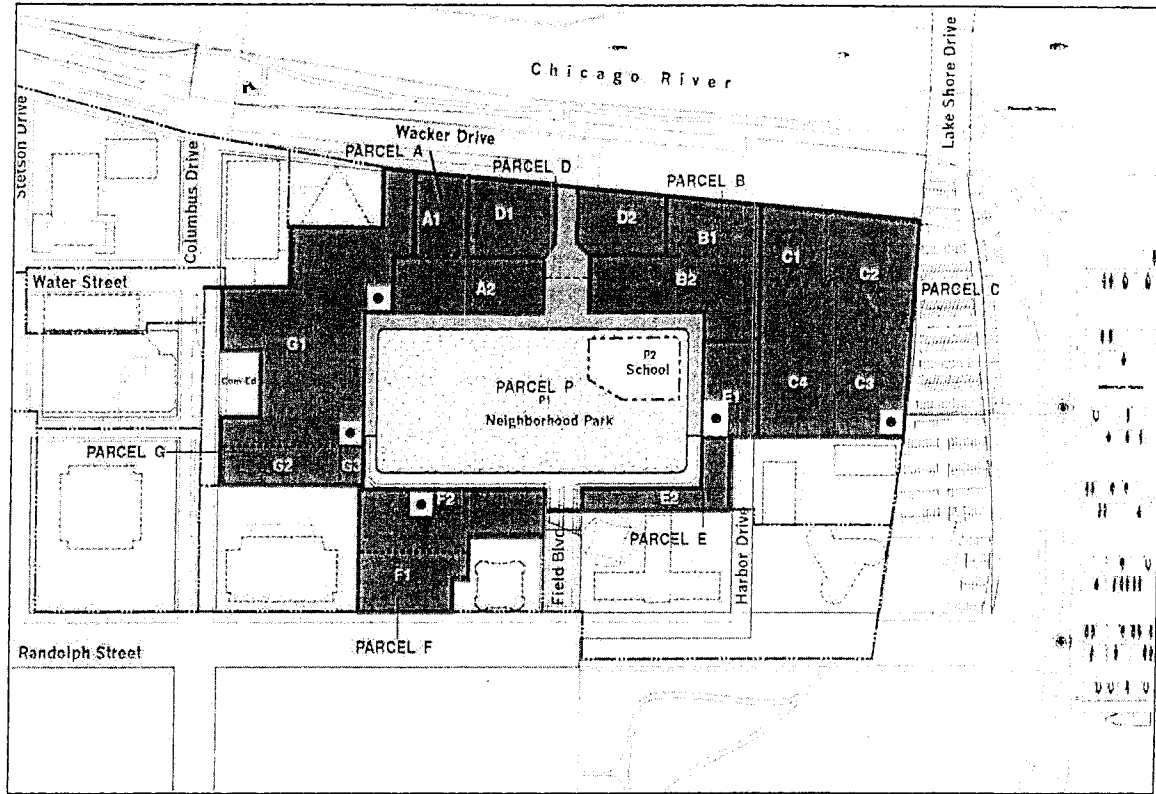 Chicago River
Lake Shore Drive
Stetson Drive
Columbus Drive
Wacker Drive
PARCEL A
PARCEL D
PARCEL B
A1
D1
D2
B1
C1
C2
Water Street
A2
B2
PARCEL C
G1
P2
School
Com Ed
PARCEL P
P1
E1
C4
C3
Neighborhood Park
PARCEL G
G2
G3
F2
E2
PARCEL E
F1
Field Blvd
Harbor Drive
PARCEL F
Randolph Street